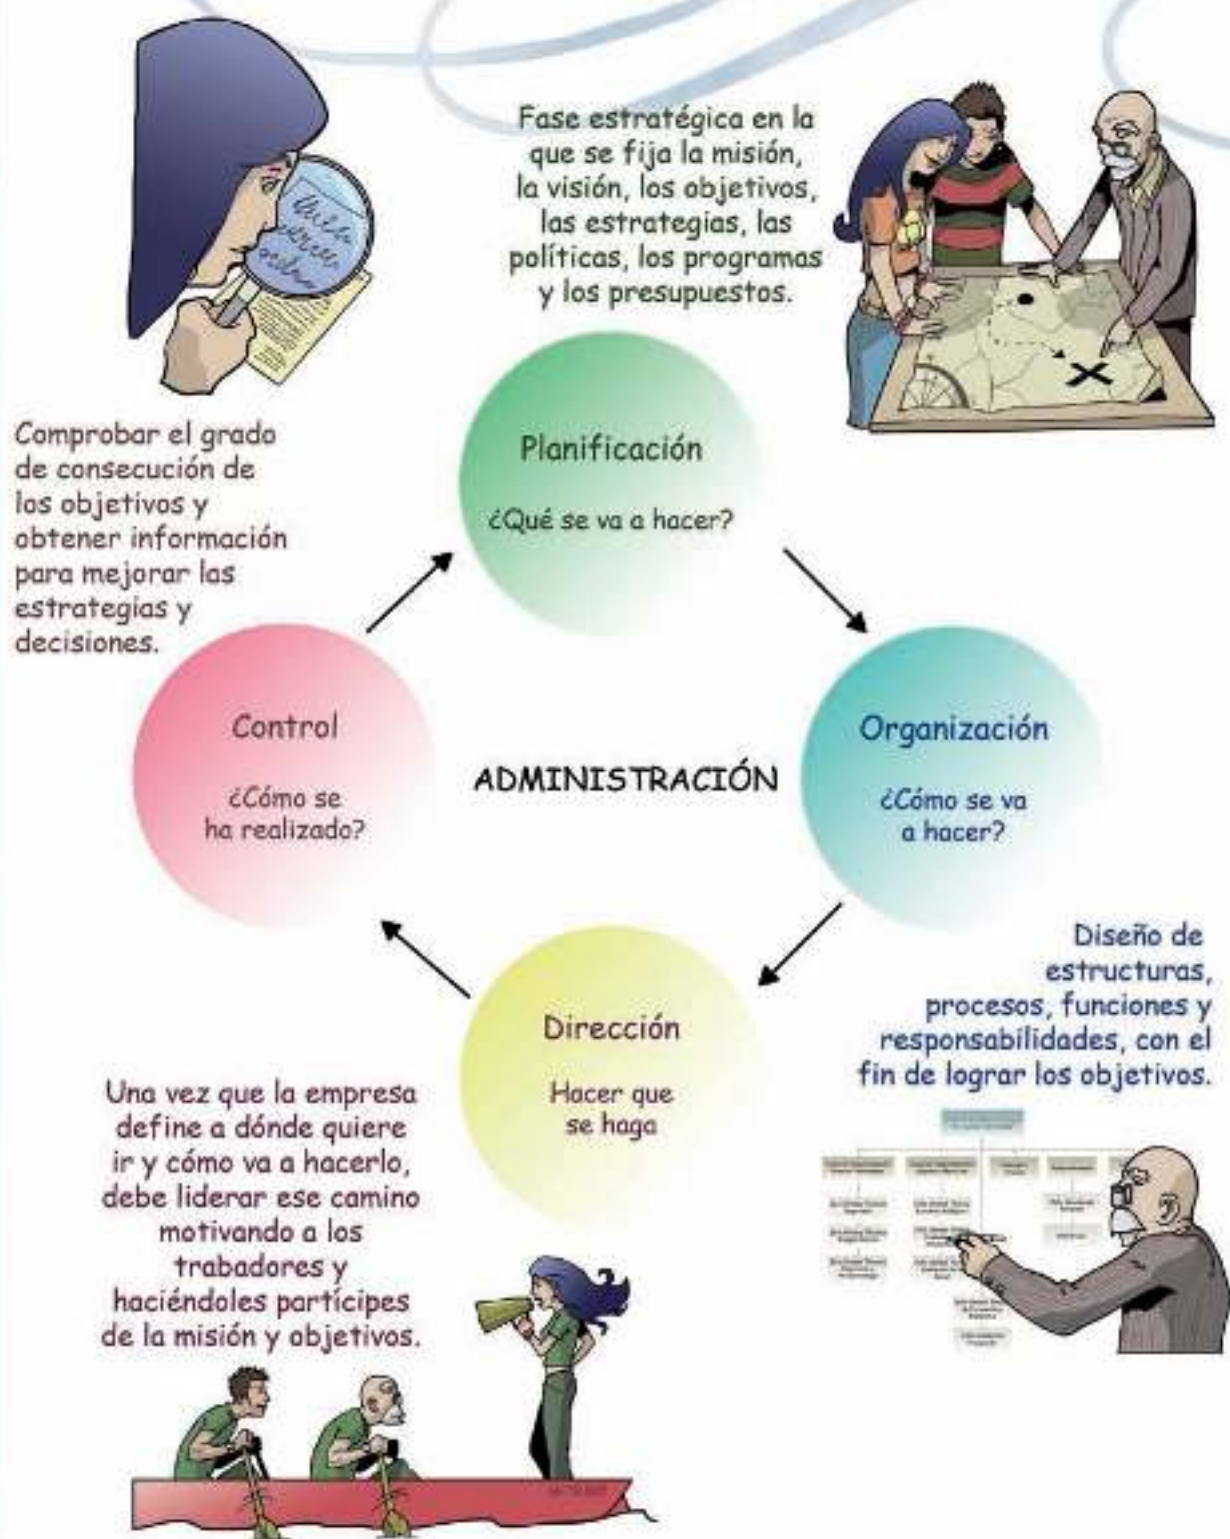 Fase estratégica en la
que se fija la misión,
la visión, los objetivos,
las estrategias, las
políticas, los programas
y los presupuestos.
Planificación
¿Qué se va a hacer?
Comprobar el grado
de consecución de
los objetivos y
obtener información
para mejorar las
estrategias y
decisiones.
Control
¿Cómo se
ha realizado?
ADMINISTRACIÓN
Organización
¿Cómo se va
a hacer?
Diseño de
estructuras,
procesos, funciones y
responsabilidades, con el
fin de lograr los objetivos.
Dirección
Hacer que
se haga
Una vez que la empresa
define a dónde quiere
ir y cómo va a hacerlo,
debe liderar ese camino
motivando a los
trabadores y
haciéndoles partícipes
de la misión y objetivos.